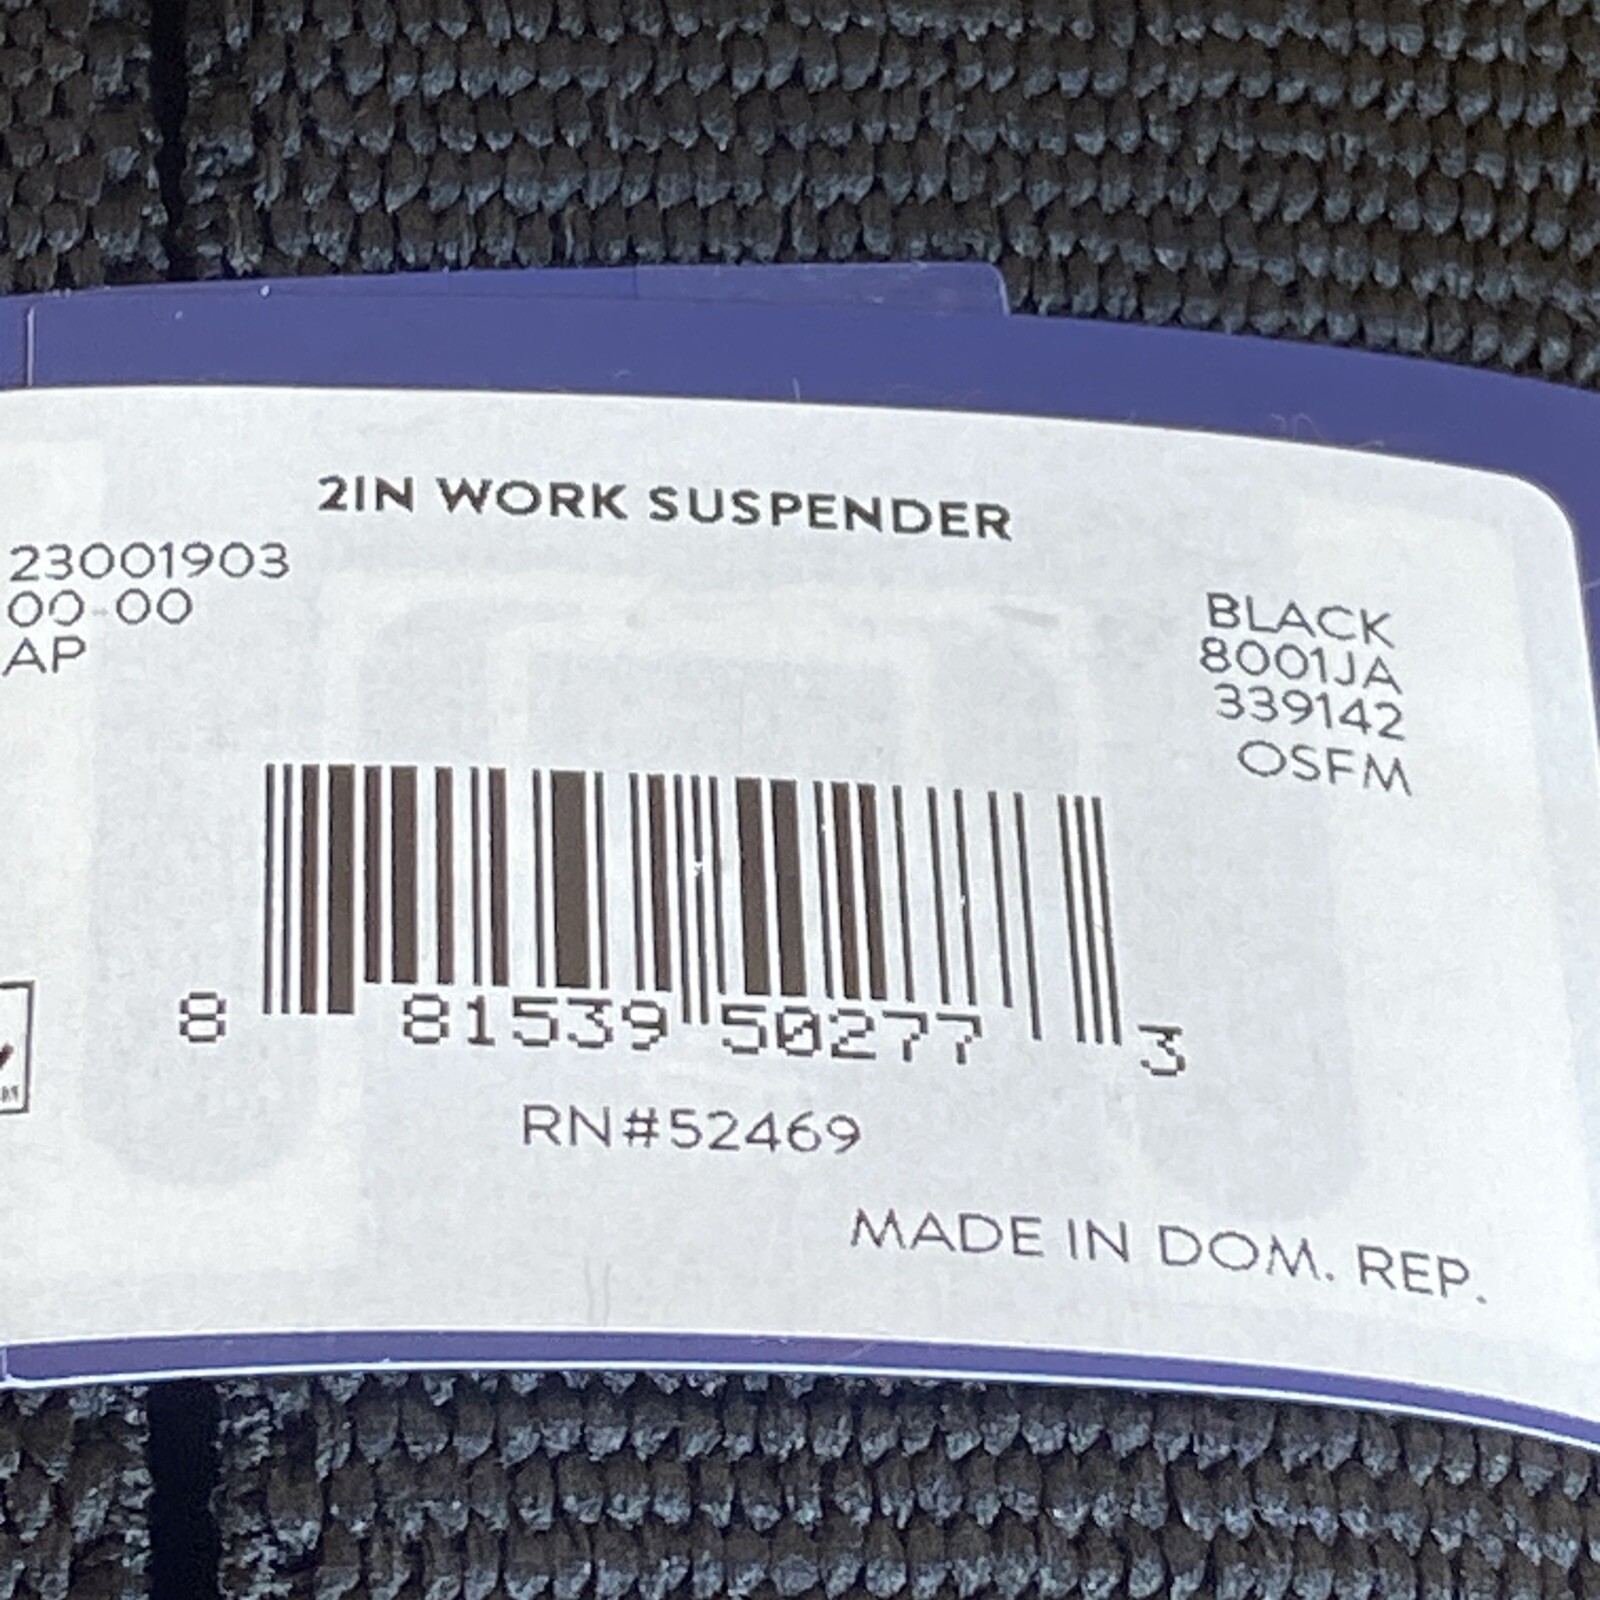 2IN WORK SUSPENDER
23001903
00-00
AP
BLACK
8001JA
339142
OSFM
8 81539 50277 3
RN#52469
MADE IN DOM. REP.